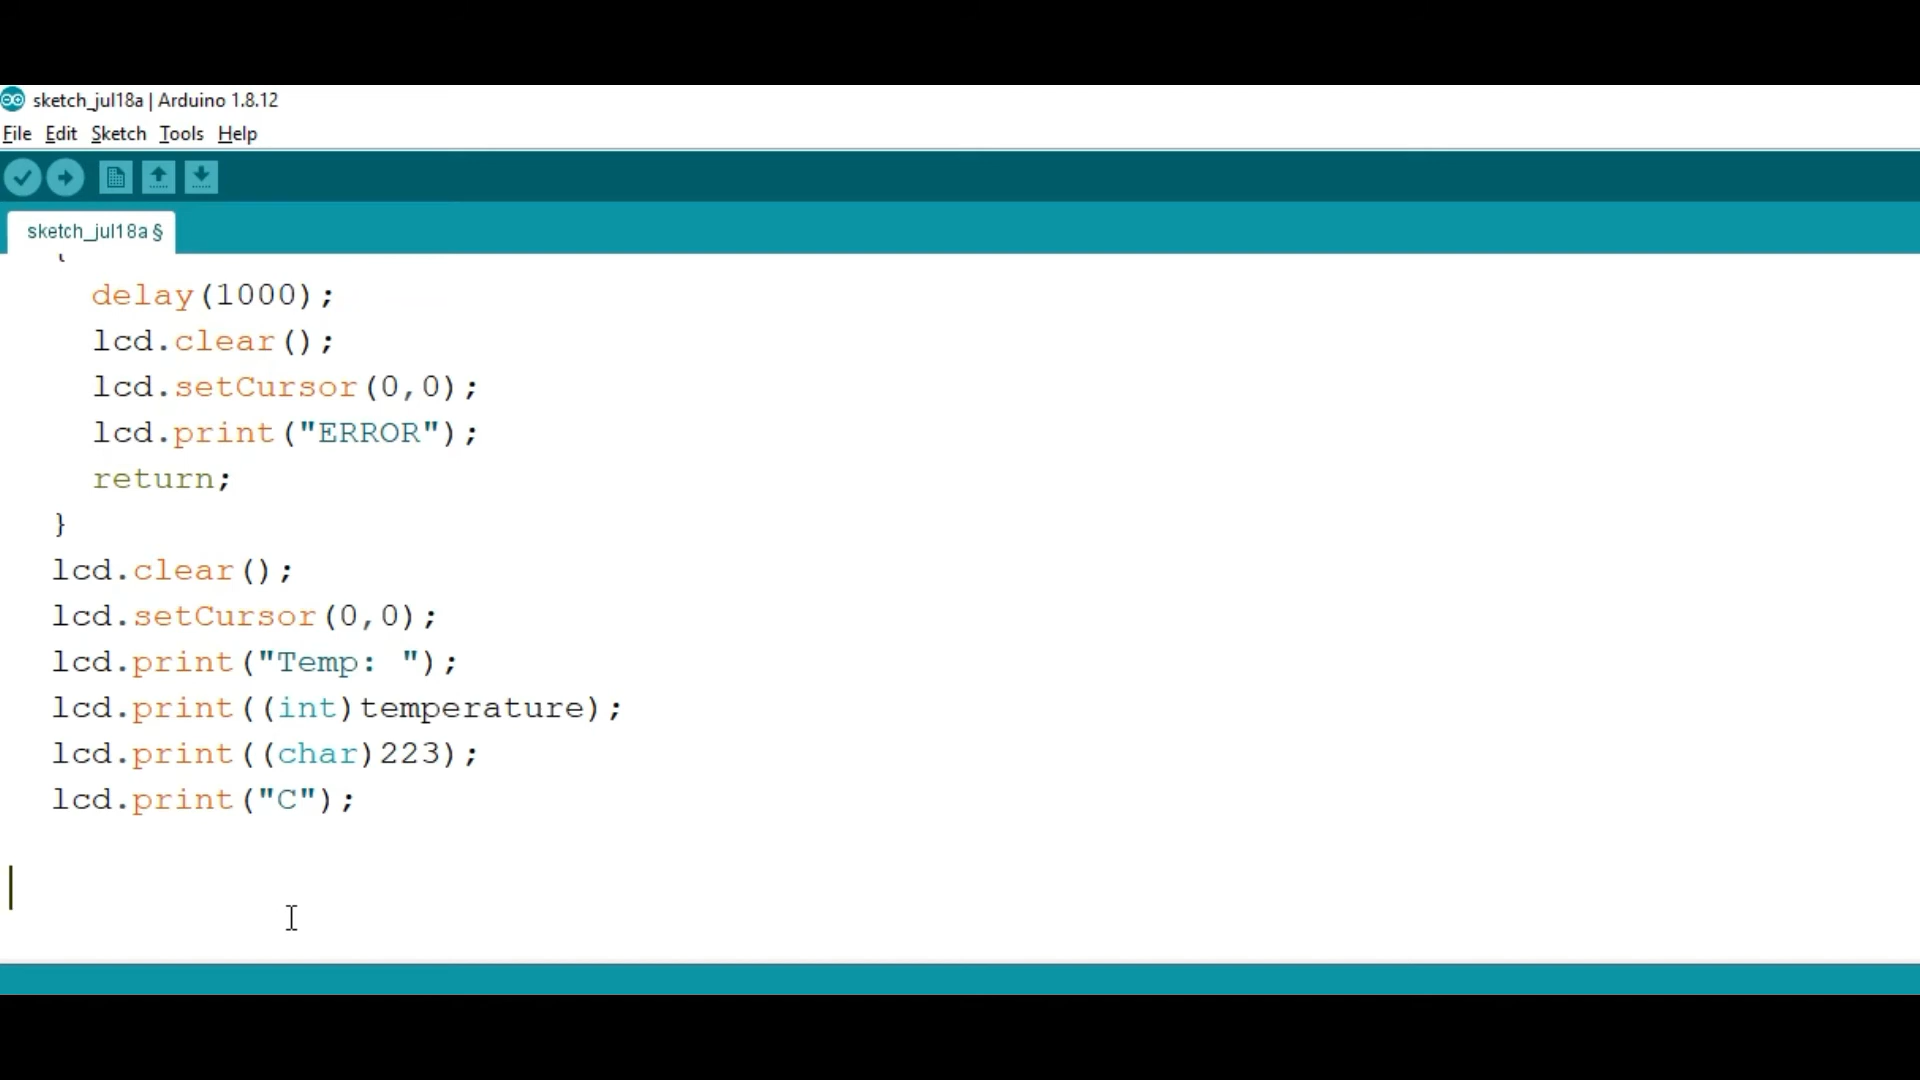 sketch_jul18a | Arduino 1.8.12
File Edit Sketch Tools Help
sketch_jul18a §
{
delay(1000);
lcd.clear();
lcd.setCursor(0,0);
lcd.print("ERROR");
return;
}
lcd.clear();
lcd.setCursor(0,0);
lcd.print("Temp: ");
lcd.print((int)temperature);
lcd.print((char)223);
lcd.print("C");